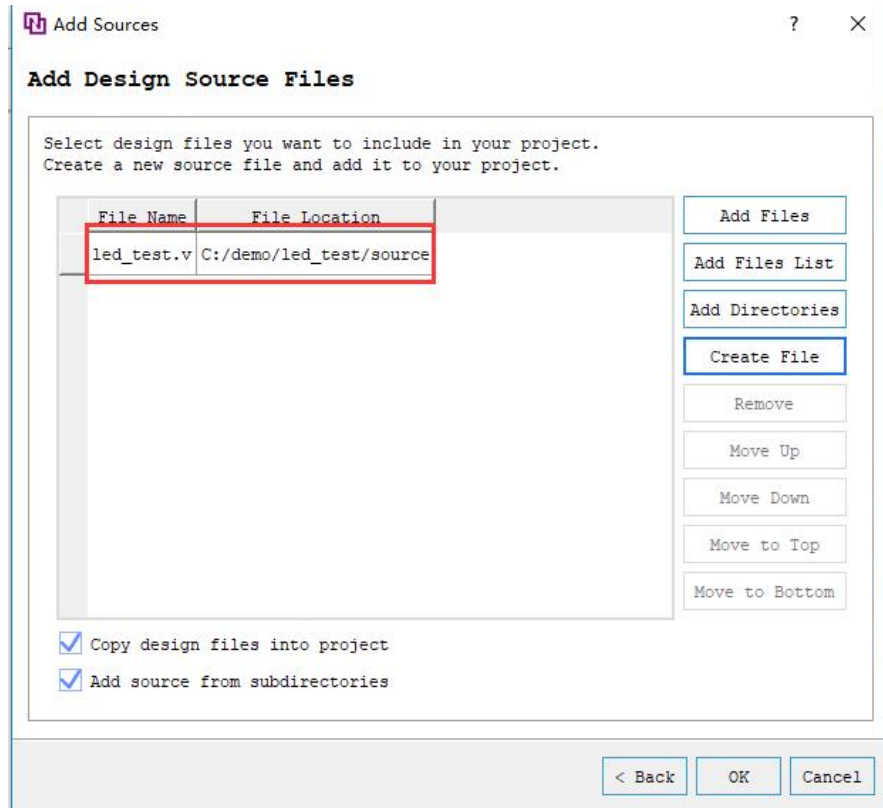 Add Sources
?
Add Design Source Files
Select design files you want to include in your project.
Create a new source file and add it to your project.
File Name File Location
led_test.v C:/demo/led_test/source
Add Files
Add Files List
Add Directories
Create File
Remove
Move Up
Move Down
Move to Top
Move to Bottom
Copy design files into project
Add source from subdirectories
< Back OK Cancel